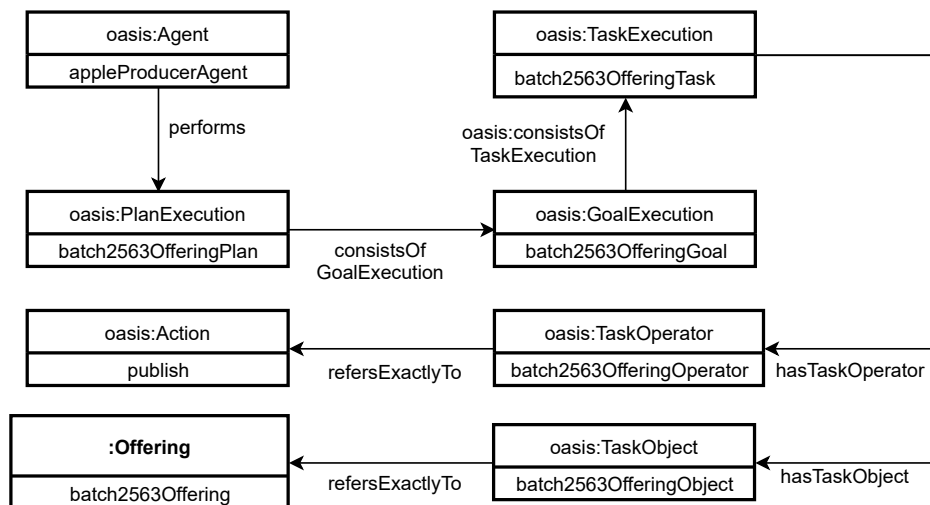 oasis:Agent
appleProducerAgent
oasis:TaskExecution
batch2563OfferingTask
performs
oasis:consistsOf
TaskExecution
oasis:PlanExecution
batch2563OfferingPlan
consistsOf
GoalExecution
oasis:GoalExecution
batch2563OfferingGoal
oasis:Action
publish
refersExactlyTo
oasis:TaskOperator
batch2563OfferingOperator
hasTaskOperator
:Offering
batch2563Offering
refersExactlyTo
oasis:TaskObject
batch2563OfferingObject
hasTaskObject